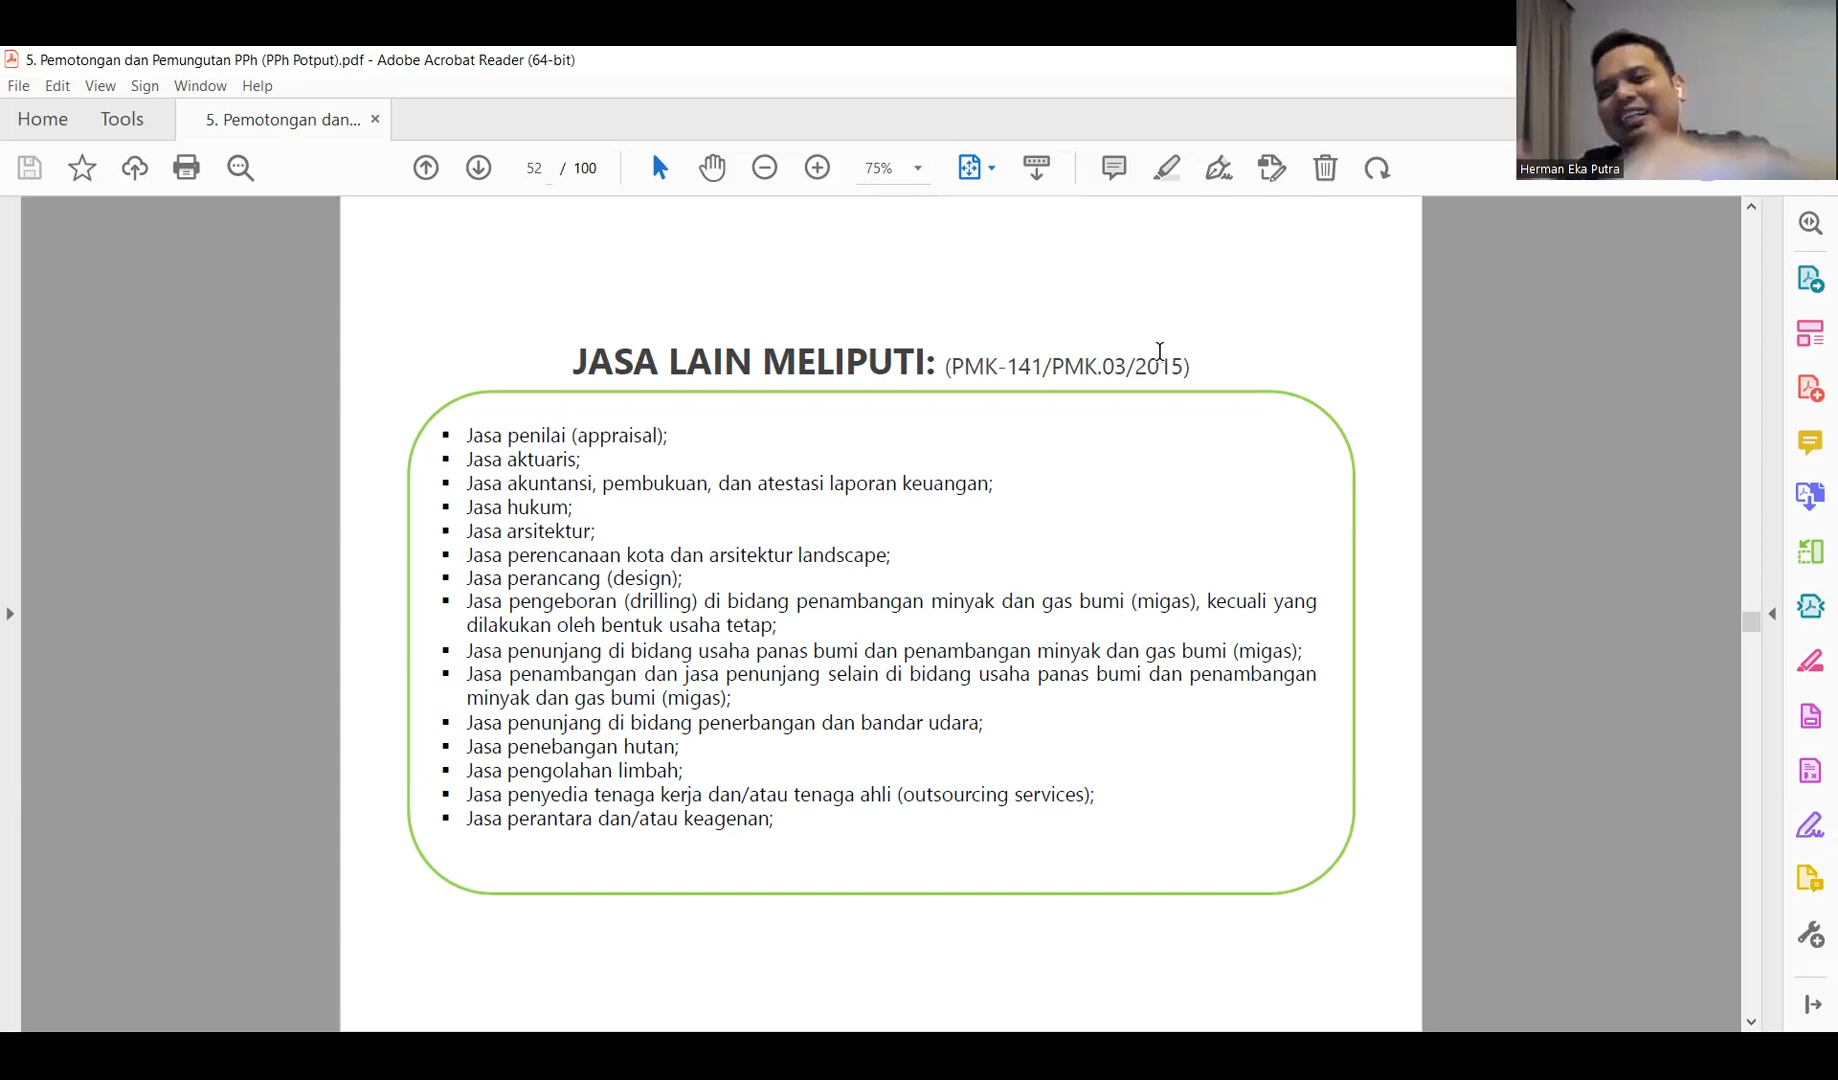 5. Pemotongan dan Pemungutan PPh (PPh Potput).pdf - Adobe Acrobat Reader (64-bit)
File Edit View Sign Window Help
Home Tools 5. Pemotongan dan... ×
52 / 100 75%
Herman Eka Putra
JASA LAIN MELIPUTI: (PMK-141/PMK.03/2015)
▪ Jasa penilai (appraisal);
▪ Jasa aktuaris;
▪ Jasa akuntansi, pembukuan, dan atestasi laporan keuangan;
▪ Jasa hukum;
▪ Jasa arsitektur;
▪ Jasa perencanaan kota dan arsitektur landscape;
▪ Jasa perancang (design);
▪ Jasa pengeboran (drilling) di bidang penambangan minyak dan gas bumi (migas), kecuali yang
dilakukan oleh bentuk usaha tetap;
▪ Jasa penunjang di bidang usaha panas bumi dan penambangan minyak dan gas bumi (migas);
▪ Jasa penambangan dan jasa penunjang selain di bidang usaha panas bumi dan penambangan
minyak dan gas bumi (migas);
▪ Jasa penunjang di bidang penerbangan dan bandar udara;
▪ Jasa penebangan hutan;
▪ Jasa pengolahan limbah;
▪ Jasa penyedia tenaga kerja dan/atau tenaga ahli (outsourcing services);
▪ Jasa perantara dan/atau keagenan;